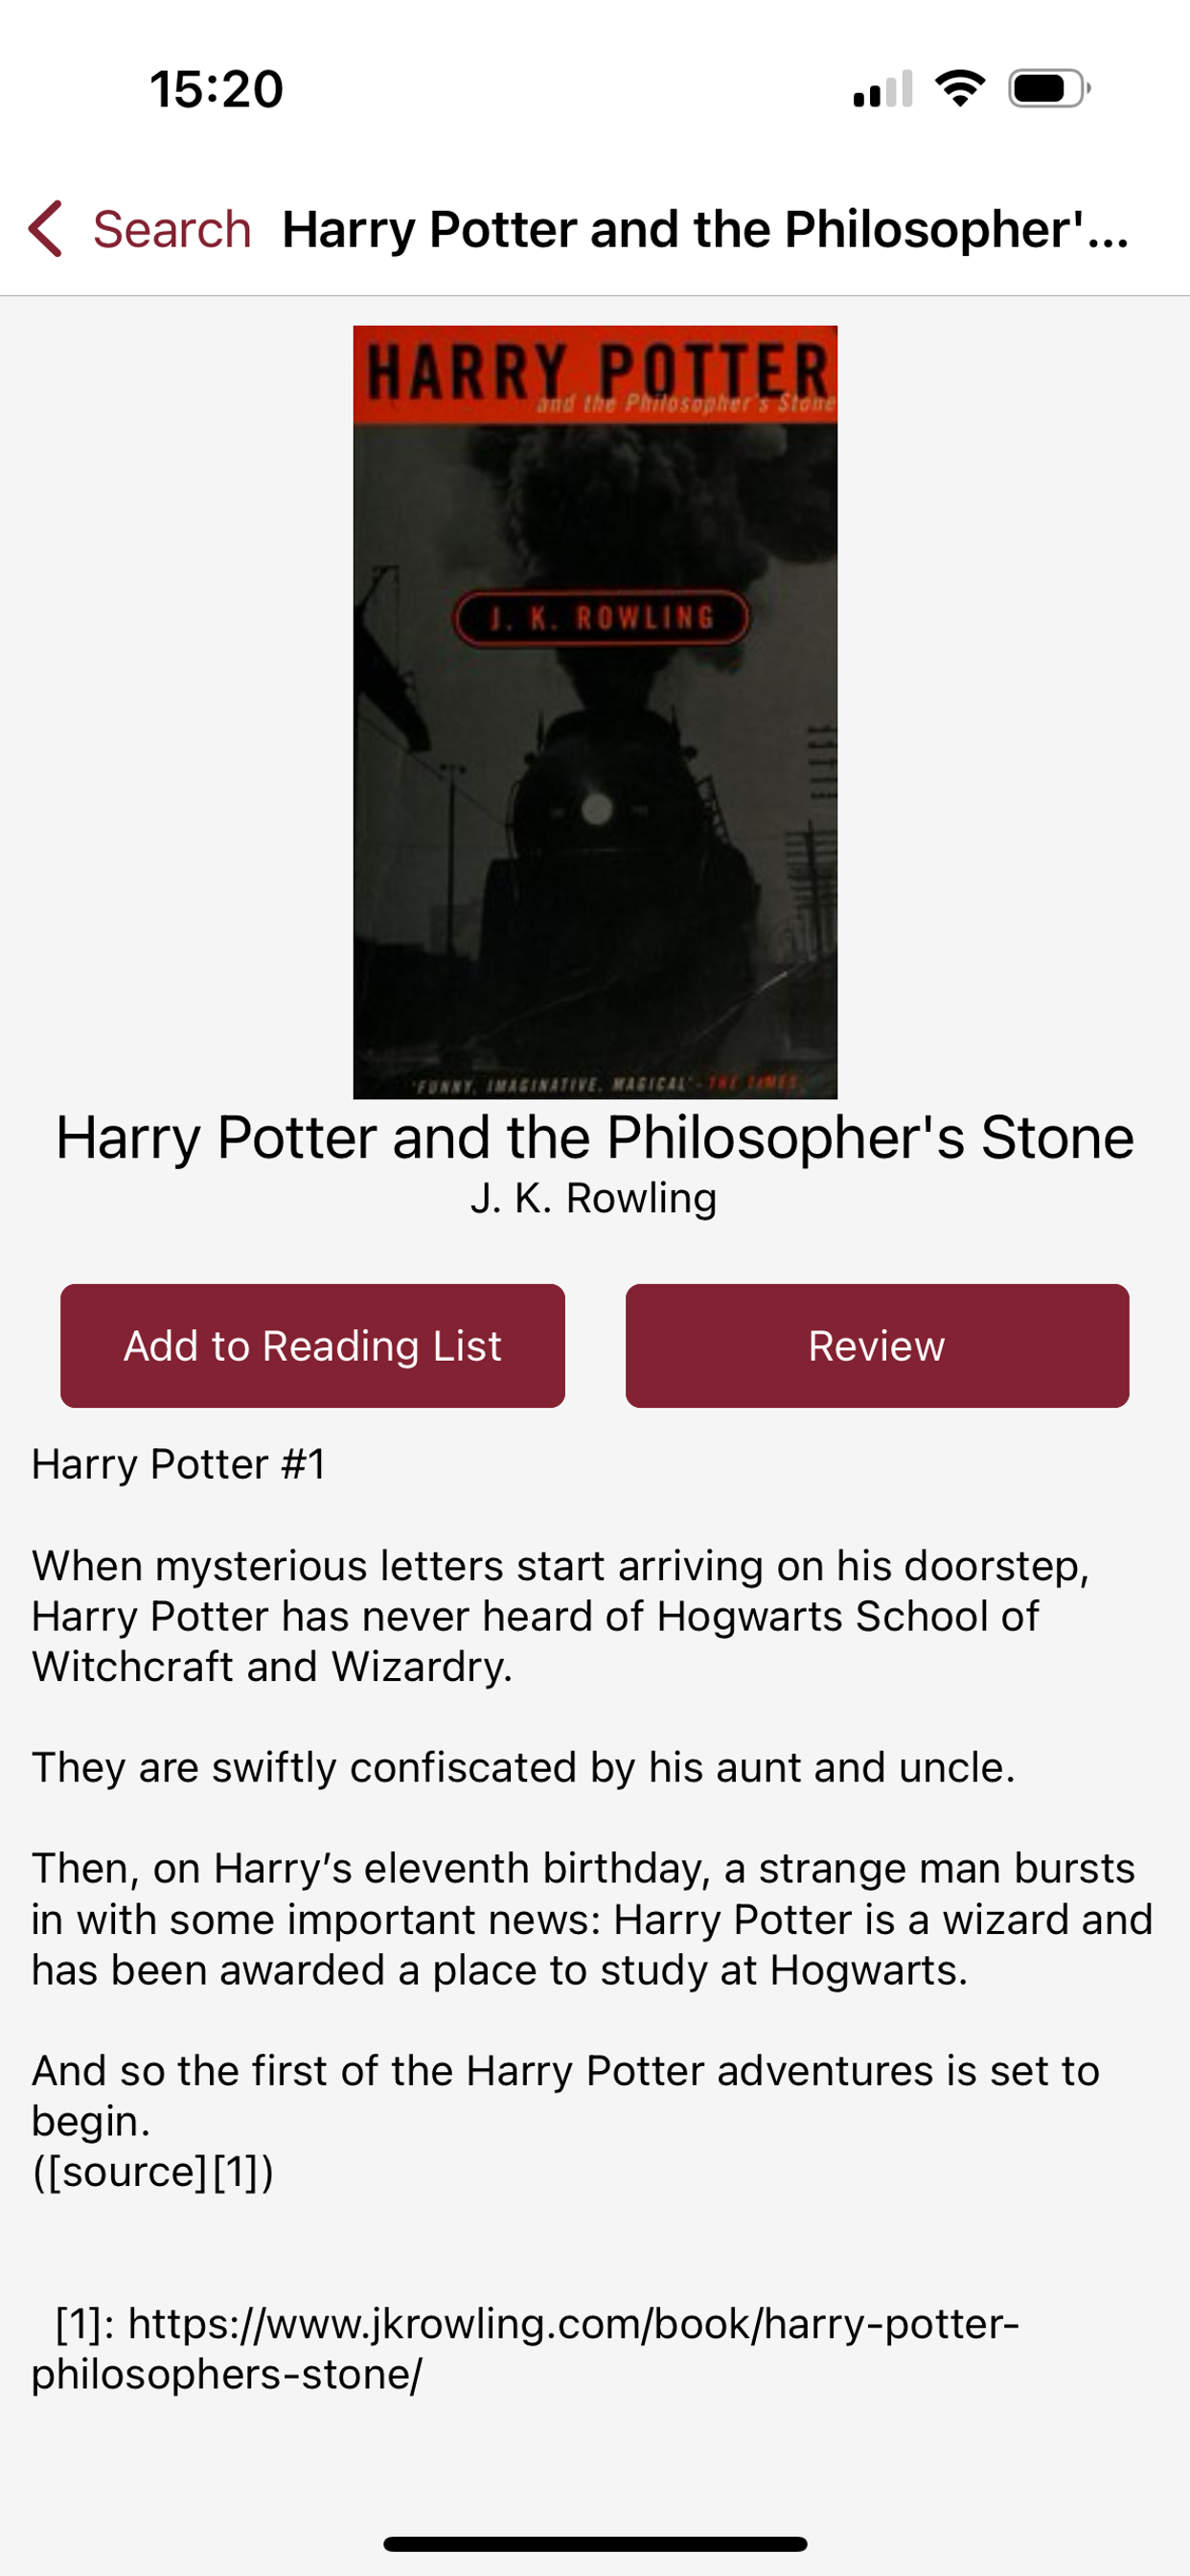 15:20
Search Harry Potter and the Philosopher'...
HARRY POTTER
and the Philosopher's Stone
J. K. ROWLING
'FUNNY, IMAGINATIVE, MAGICAL' - THE TIMES
Harry Potter and the Philosopher's Stone
J. K. Rowling
Add to Reading List Review
Harry Potter #1
When mysterious letters start arriving on his doorstep,
Harry Potter has never heard of Hogwarts School of
Witchcraft and Wizardry.
They are swiftly confiscated by his aunt and uncle.
Then, on Harry’s eleventh birthday, a strange man bursts
in with some important news: Harry Potter is a wizard and
has been awarded a place to study at Hogwarts.
And so the first of the Harry Potter adventures is set to
begin.
([source][1])
[1]: https://www.jkrowling.com/book/harry-potter-
philosophers-stone/